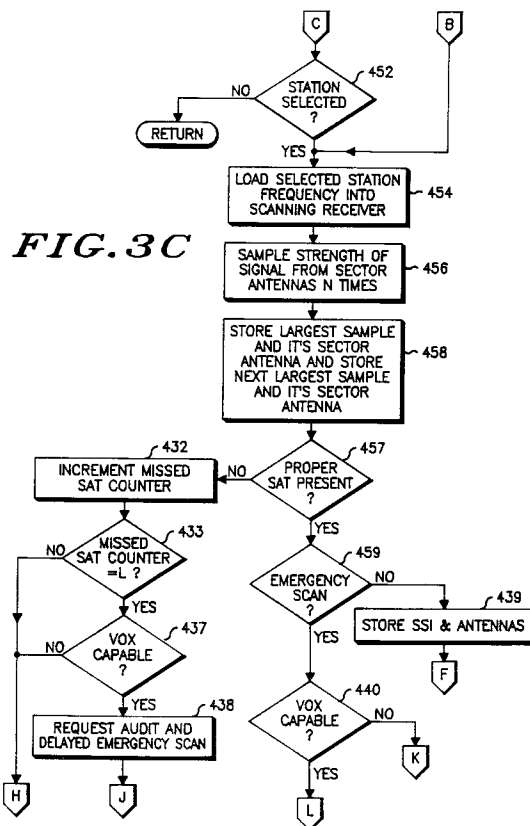 C
B
452
STATION
SELECTED
?
NO
RETURN
YES
LOAD SELECTED STATION
FREQUENCY INTO
SCANNING RECEIVER
454
FIG. 3C
SAMPLE STRENGTH OF
SIGNAL FROM SECTOR
ANTENNAS N TIMES
456
STORE LARGEST SAMPLE
AND IT'S SECTOR
ANTENNA AND STORE
NEXT LARGEST SAMPLE
AND IT'S SECTOR
ANTENNA
458
432
INCREMENT MISSED
SAT COUNTER
NO
457
PROPER
SAT PRESENT
?
YES
433
NO
MISSED
SAT COUNTER
=L ?
YES
459
EMERGENCY
SCAN
?
NO
YES
439
STORE SSI & ANTENNAS
F
437
NO
VOX
CAPABLE
?
YES
438
REQUEST AUDIT AND
DELAYED EMERGENCY SCAN
440
VOX
CAPABLE
?
NO
YES
K
H
J
L